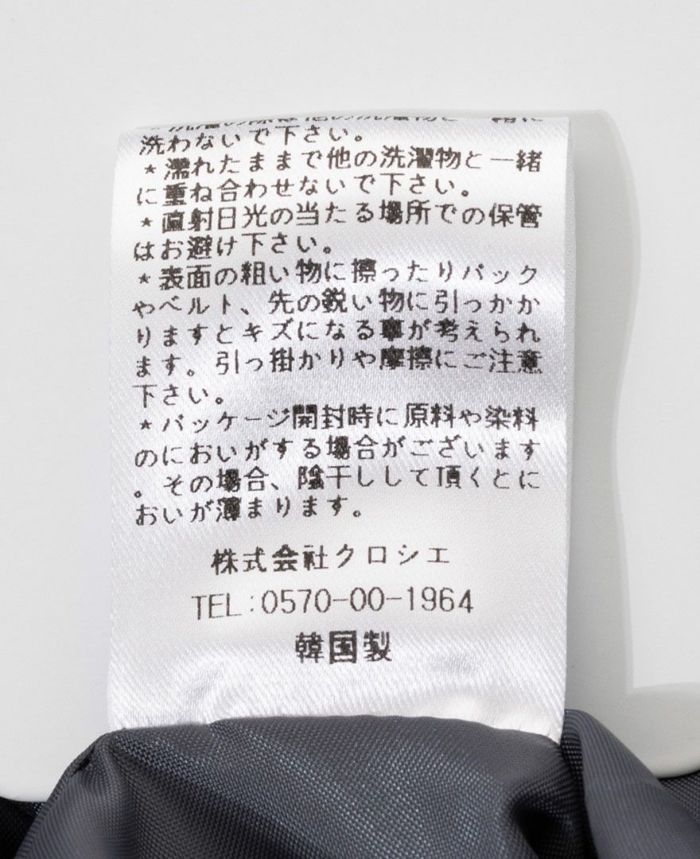 洗わないで下さい。
*濡れたままで他の洗濯物と一緒
に重ね合わせないで下さい。
*直射日光の当たる場所での保管
はお避け下さい。
*表面の粗い物に擦ったりバック
やベルト、先の鋭い物に引っかか
りますとキズになる事が考えられ
ます。引っ掛かりや摩擦にご注意
下さい。
*パッケージ開封時に原料や染料
のにおいがする場合がございます
。その場合、陰干しして頂くとに
おいが薄まります。
株式会社クロシェ
TEL:0570-00-1964
韓国製